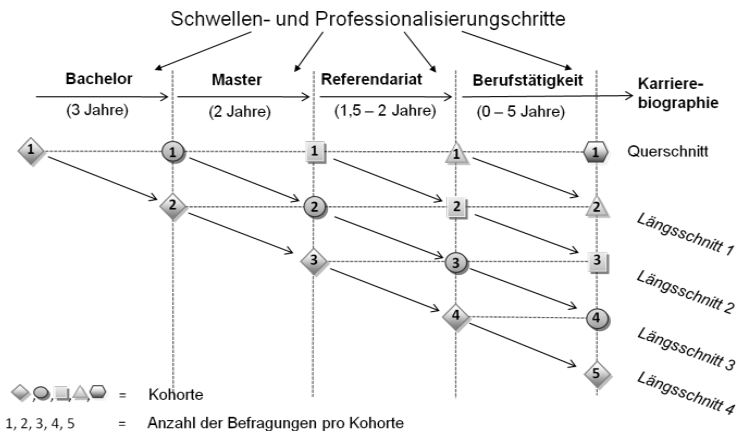 Schwellen- und Professionalisierungschritte
Bachelor Master Referendariat Berufstätigkeit Karriere-
(3 Jahre) (2 Jahre) (1,5 – 2 Jahre) (0 – 5 Jahre) biographie
1 1 1 1 1 Querschnitt
2 2 2 2 Längsschnitt 1
3 3 3 Längsschnitt 2
4 4 Längsschnitt 3
5 Längsschnitt 4
, , , , = Kohorte
1, 2, 3, 4, 5 = Anzahl der Befragungen pro Kohorte